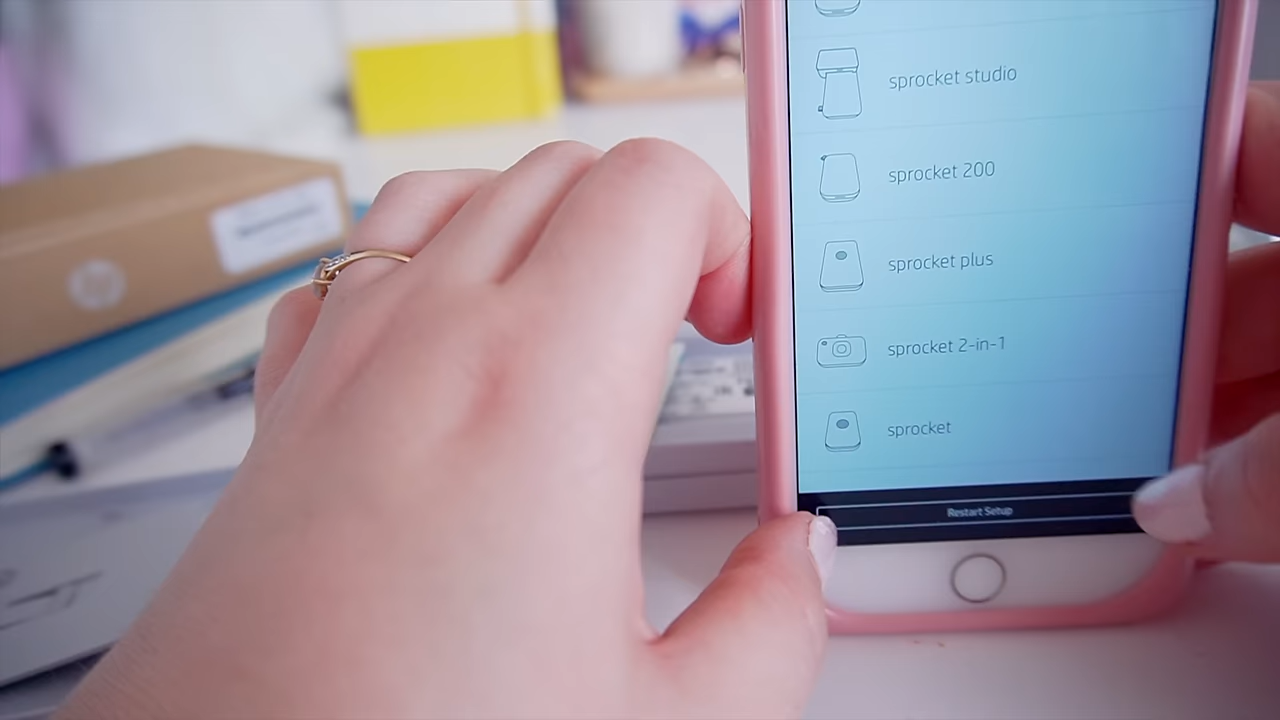 sprocket studio
sprocket 200
sprocket plus
sprocket 2-in-1
sprocket
Restart Setup